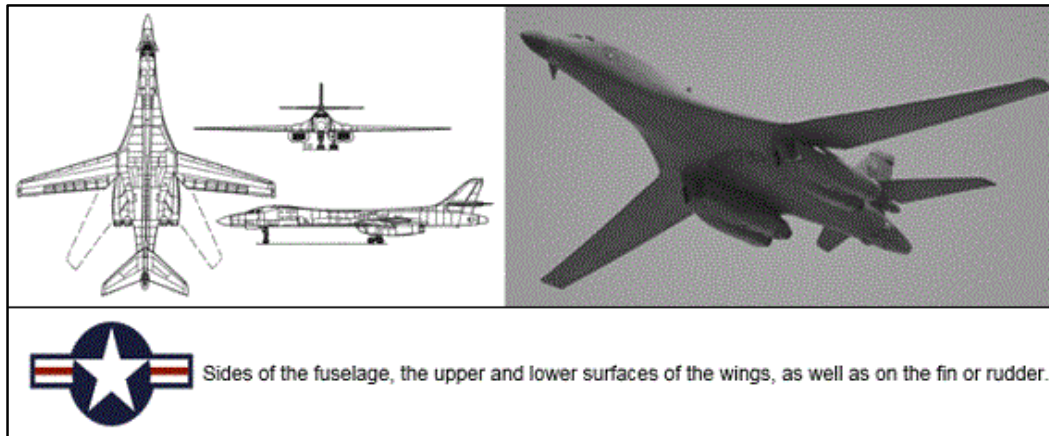 Sides of the fuselage, the upper and lower surfaces of the wings, as well as on the fin or rudder.